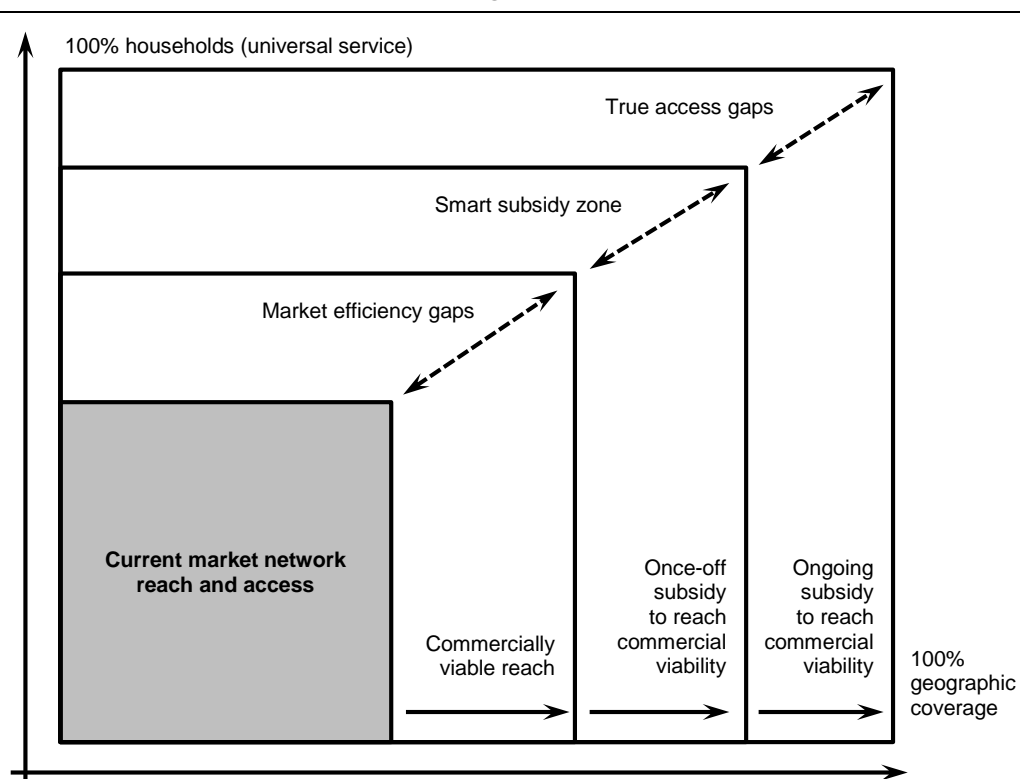 100% households (universal service)
True access gaps
Smart subsidy zone
Market efficiency gaps
Current market network
reach and access
Commercially
viable reach
Once-off
subsidy
to reach
commercial
viability
Ongoing
subsidy
to reach
commercial
viability
100%
geographic
coverage